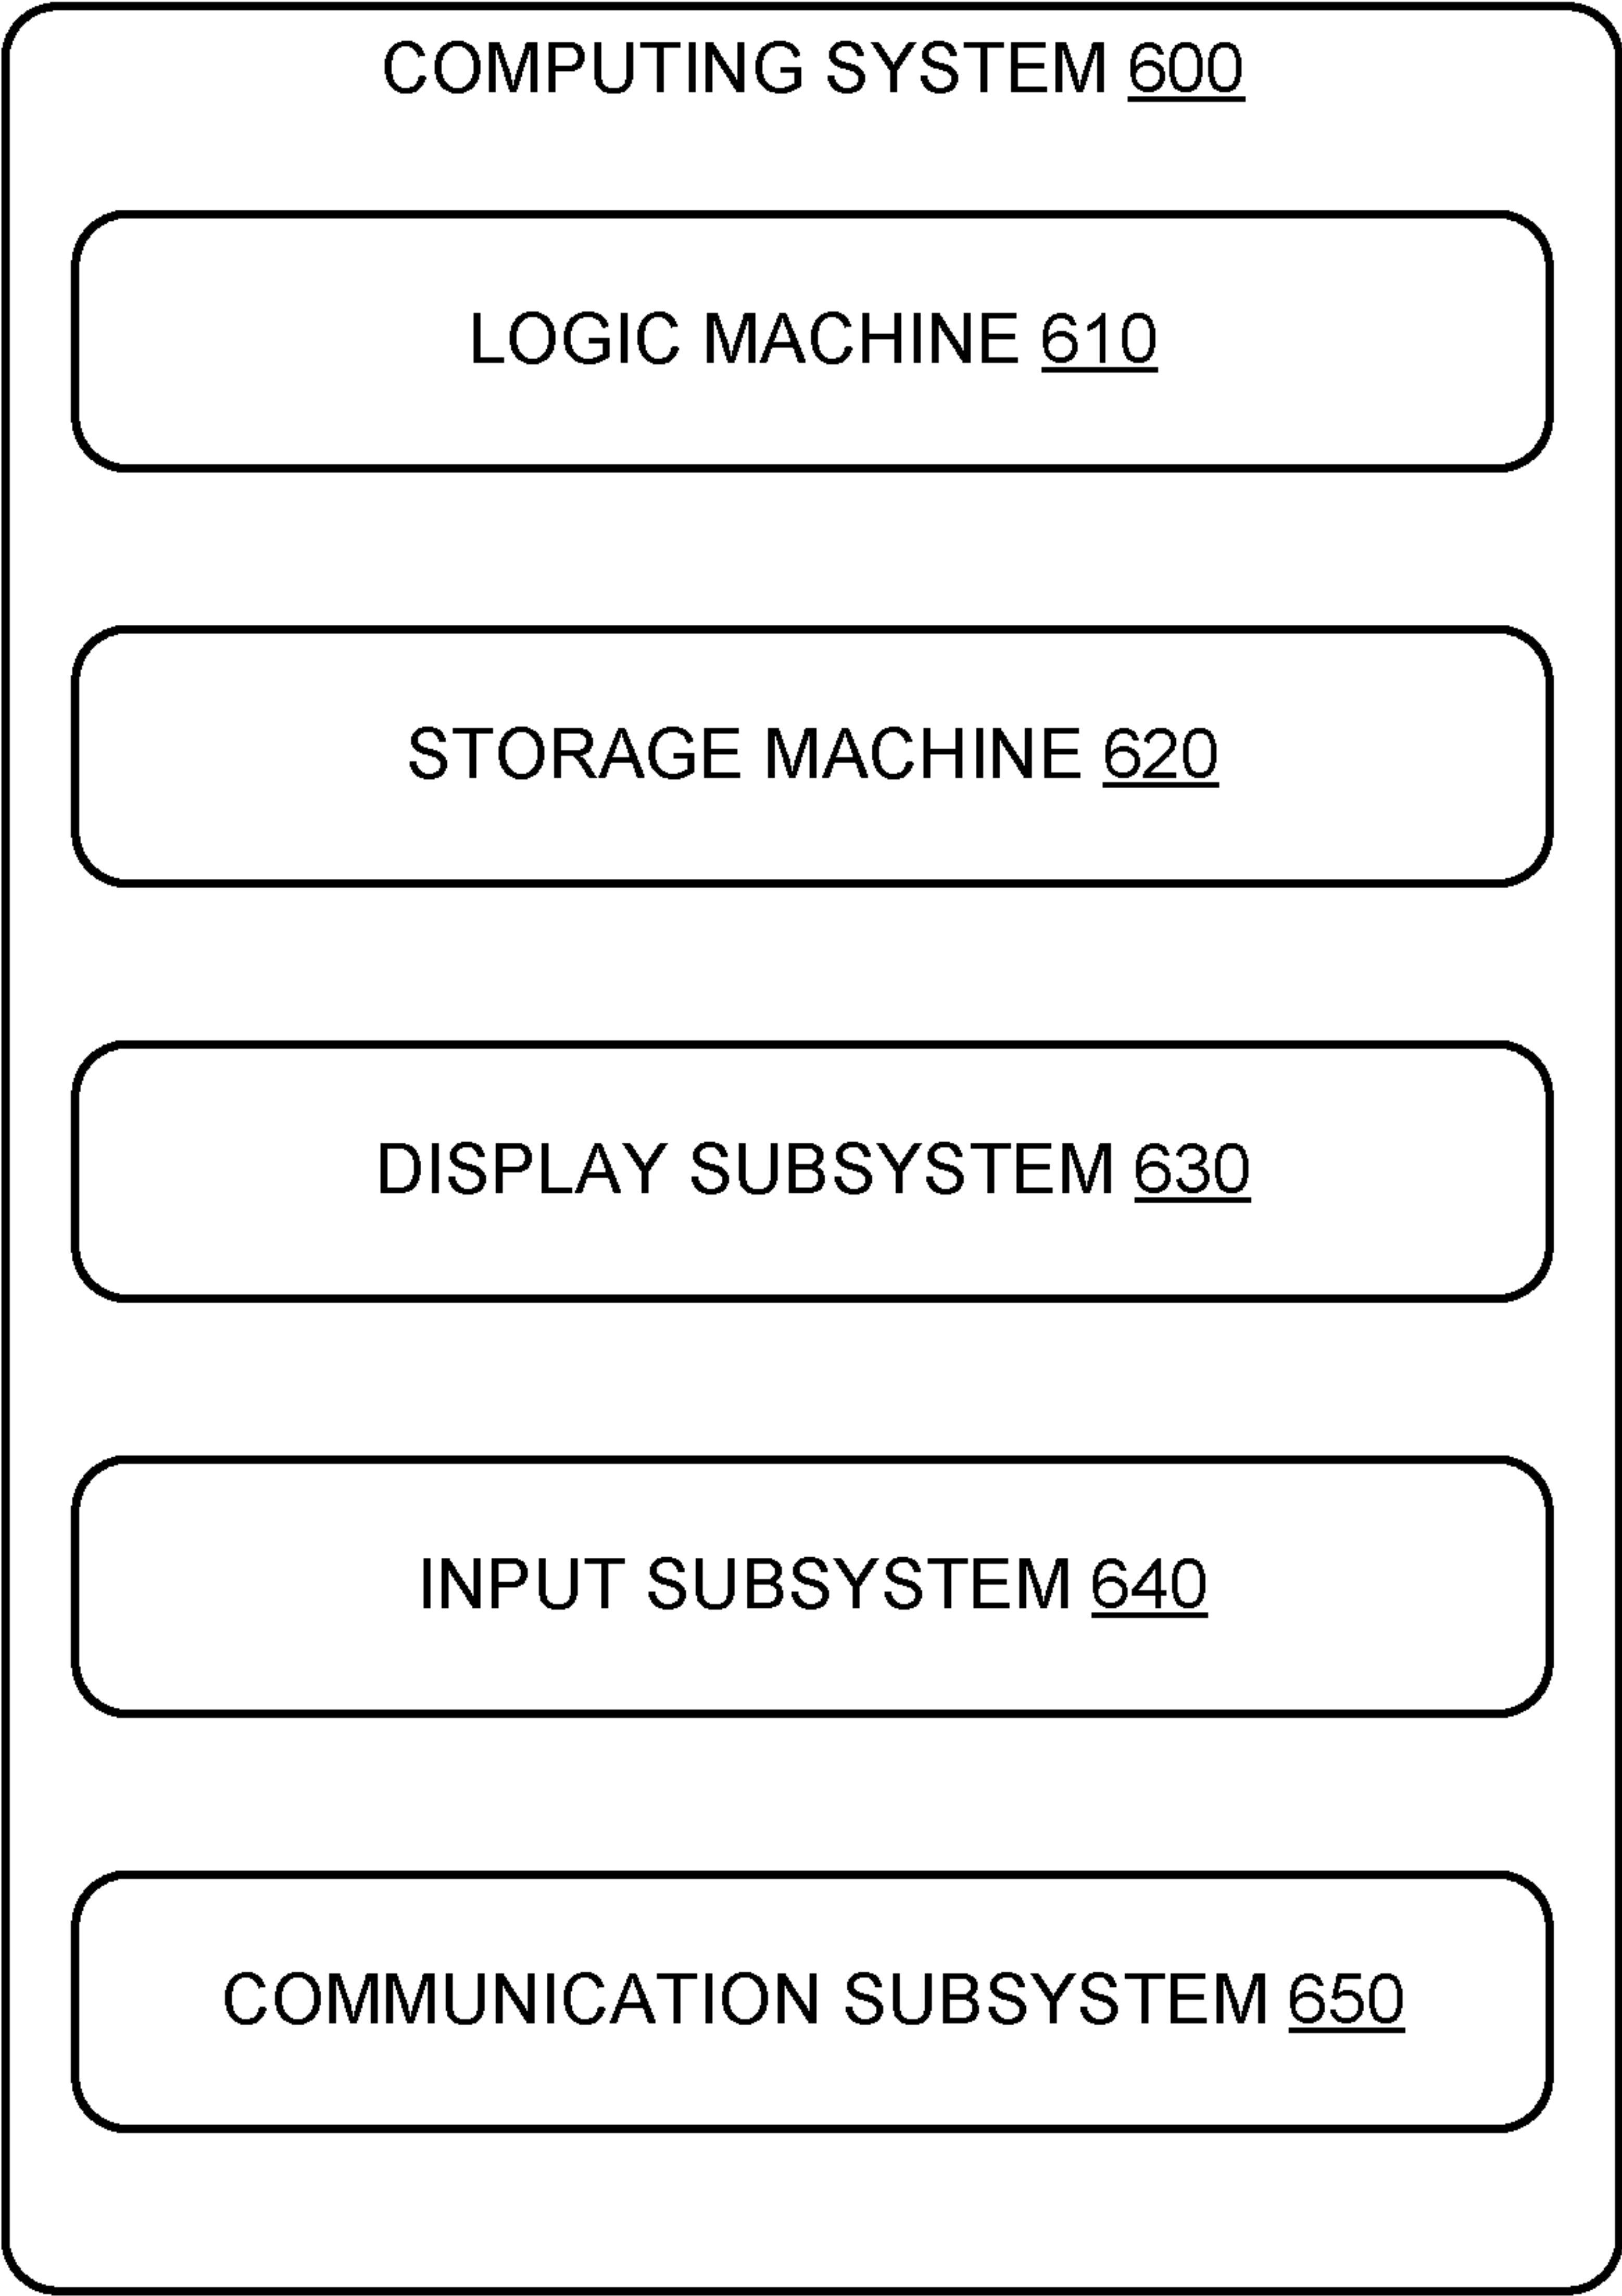 COMPUTING SYSTEM 600
LOGIC MACHINE 610
STORAGE MACHINE 620
DISPLAY SUBSYSTEM 630
INPUT SUBSYSTEM 640
COMMUNICATION SUBSYSTEM 650